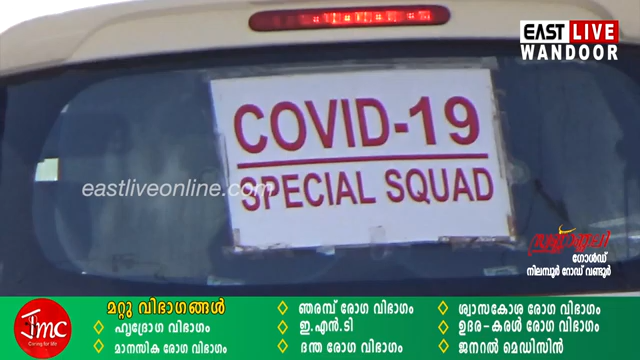 EAST LIVE
WANDOOR
COVID-19
SPECIAL SQUAD
eastliveonline.com
ഗോൾഡ്
നിലമ്പൂർ റോഡ് വണ്ടൂർ
Jmc
Caring for life
മറ്റു വിഭാഗങ്ങൾ
ഹൃദ്രോഗ വിഭാഗം
മാനസിക രോഗ വിഭാഗം
ഞരമ്പ് രോഗ വിഭാഗം
ഇ.എൻ.ടി
ദന്ത രോഗ വിഭാഗം
ശ്വാസകോശ രോഗ വിഭാഗം
ഉദര-കരൾ രോഗ വിഭാഗം
ജനറൽ മെഡിസിൻ